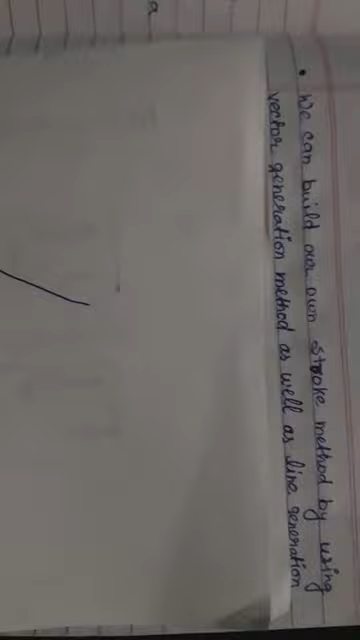 • We can build our own stroke method by using
vector generation method as well as line generation
a